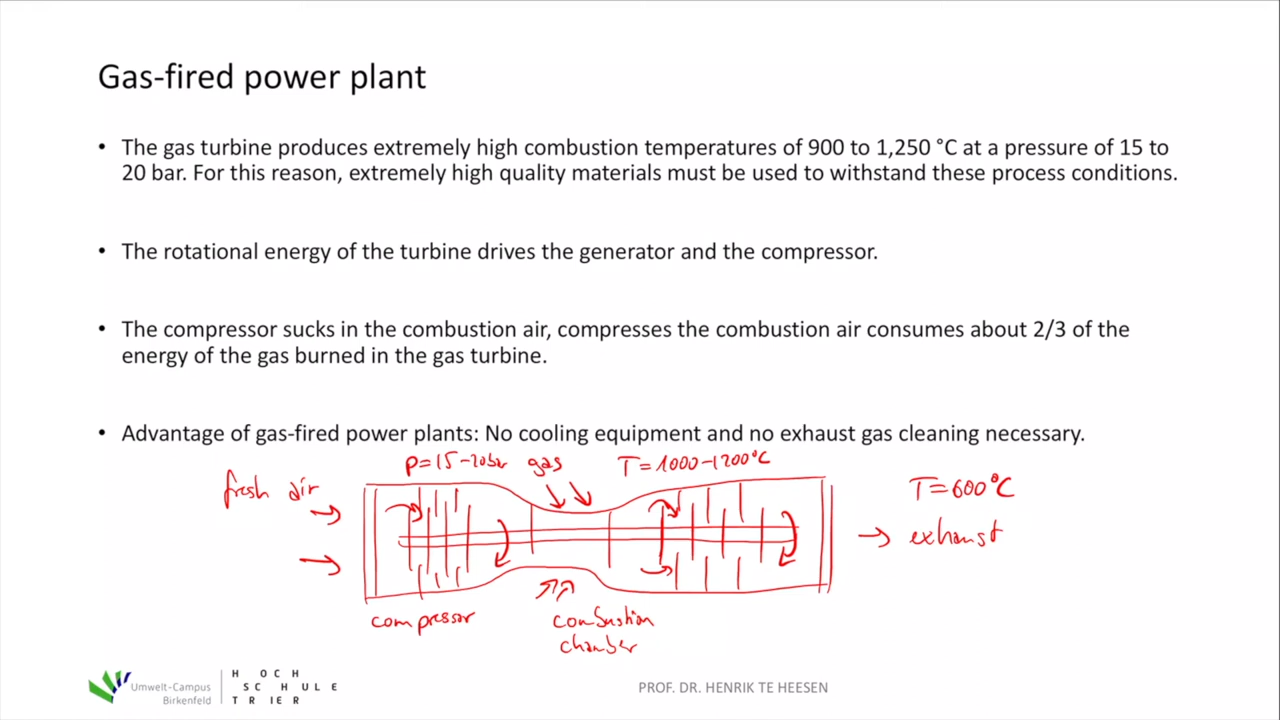 Gas-fired power plant
• The gas turbine produces extremely high combustion temperatures of 900 to 1,250 °C at a pressure of 15 to
20 bar. For this reason, extremely high quality materials must be used to withstand these process conditions.
• The rotational energy of the turbine drives the generator and the compressor.
• The compressor sucks in the combustion air, compresses the combustion air consumes about 2/3 of the
energy of the gas burned in the gas turbine.
• Advantage of gas-fired power plants: No cooling equipment and no exhaust gas cleaning necessary.
p=15-20bar gas T=1000-1200°C
fresh air
T=600°C
exhaust
compressor
combustion
chamber
Umwelt-Campus
Birkenfeld
HOCH
SCHULE
TRIER
PROF. DR. HENRIK TE HEESEN